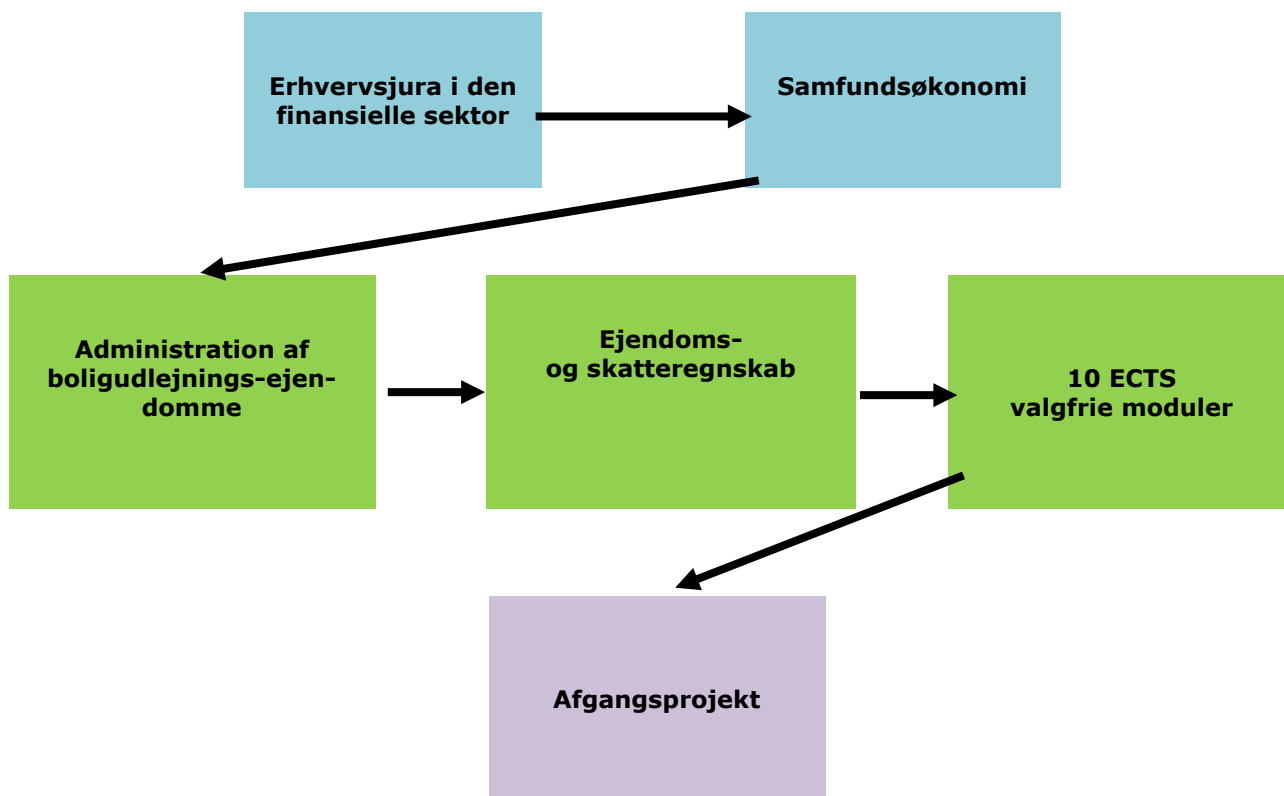 Erhvervsjura i den
finansielle sektor
Samfundsøkonomi
Administration af
boligudlejnings-ejen-
domme
Ejendoms-
og skatteregnskab
10 ECTS
valgfrie moduler
Afgangsprojekt